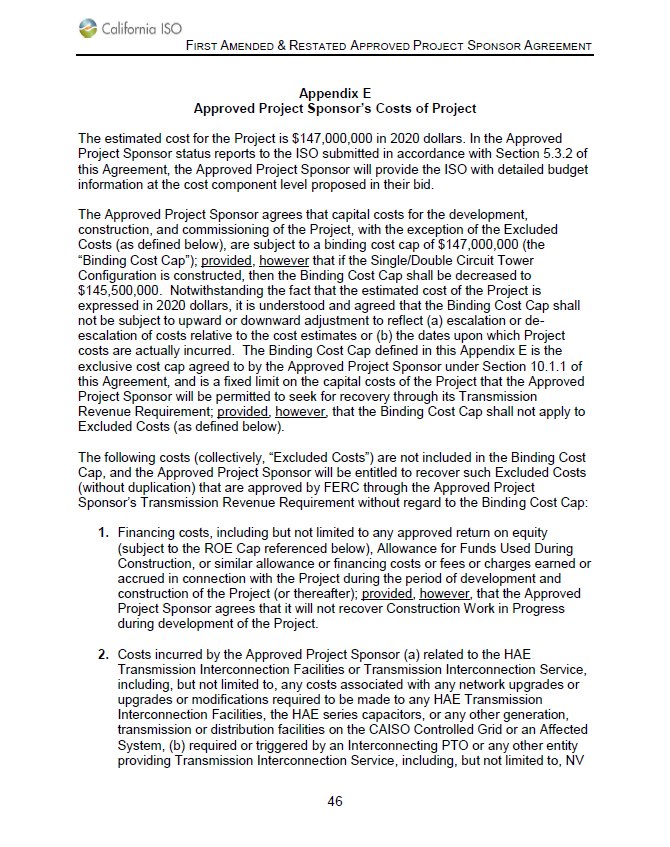 California ISO
FIRST AMENDED & RESTATED APPROVED PROJECT SPONSOR AGREEMENT
Appendix E
Approved Project Sponsor's Costs of Project
The estimated cost for the Project is $147,000,000 in 2020 dollars. In the Approved
Project Sponsor status reports to the ISO submitted in accordance with Section 5.3.2 of
this Agreement, the Approved Project Sponsor will provide the ISO with detailed budget
information at the cost component level proposed in their bid.
The Approved Project Sponsor agrees that capital costs for the development,
construction, and commissioning of the Project, with the exception of the Excluded
Costs (as defined below), are subject to a binding cost cap of $147,000,000 (the
“Binding Cost Cap”); provided, however that if the Single/Double Circuit Tower
Configuration is constructed, then the Binding Cost Cap shall be decreased to
$145,500,000.  Notwithstanding the fact that the estimated cost of the Project is
expressed in 2020 dollars, it is understood and agreed that the Binding Cost Cap shall
not be subject to upward or downward adjustment to reflect (a) escalation or de-
escalation of costs relative to the cost estimates or (b) the dates upon which Project
costs are actually incurred.  The Binding Cost Cap defined in this Appendix E is the
exclusive cost cap agreed to by the Approved Project Sponsor under Section 10.1.1 of
this Agreement, and is a fixed limit on the capital costs of the Project that the Approved
Project Sponsor will be permitted to seek for recovery through its Transmission
Revenue Requirement; provided, however, that the Binding Cost Cap shall not apply to
Excluded Costs (as defined below).
The following costs (collectively, “Excluded Costs”) are not included in the Binding Cost
Cap, and the Approved Project Sponsor will be entitled to recover such Excluded Costs
(without duplication) that are approved by FERC through the Approved Project
Sponsor's Transmission Revenue Requirement without regard to the Binding Cost Cap:
1. Financing costs, including but not limited to any approved return on equity
(subject to the ROE Cap referenced below), Allowance for Funds Used During
Construction, or similar allowance or financing costs or fees or charges earned or
accrued in connection with the Project during the period of development and
construction of the Project (or thereafter); provided, however, that the Approved
Project Sponsor agrees that it will not recover Construction Work in Progress
during development of the Project.
2. Costs incurred by the Approved Project Sponsor (a) related to the HAE
Transmission Interconnection Facilities or Transmission Interconnection Service,
including, but not limited to, any costs associated with any network upgrades or
upgrades or modifications required to be made to any HAE Transmission
Interconnection Facilities, the HAE series capacitors, or any other generation,
transmission or distribution facilities on the CAISO Controlled Grid or an Affected
System, (b) required or triggered by an Interconnecting PTO or any other entity
providing Transmission Interconnection Service, including, but not limited to, NV
46